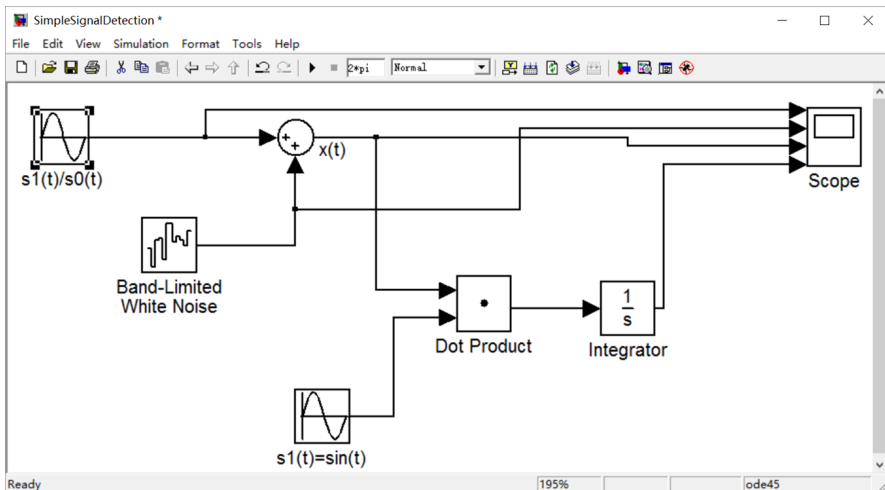 SimpleSignalDetection *
File Edit View Simulation Format Tools Help
2*pi Normal
s1(t)/s0(t)
x(t)
Scope
Band-Limited
White Noise
Dot Product
1
s
Integrator
s1(t)=sin(t)
Ready 195% ode45